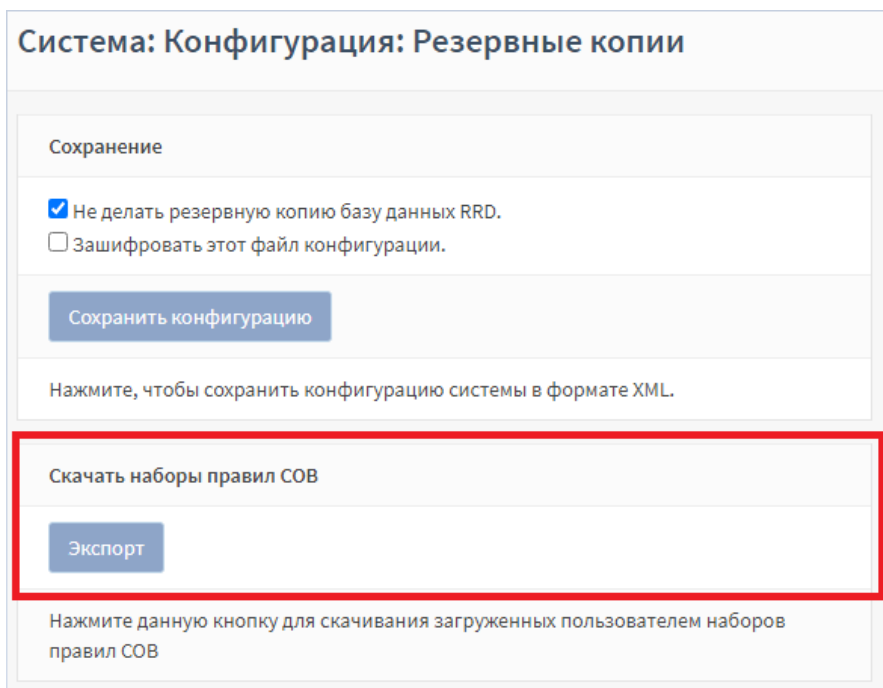 Система: Конфигурация: Резервные копии
Сохранение
Не делать резервную копию базу данных RRD.
Зашифровать этот файл конфигурации.
Сохранить конфигурацию
Нажмите, чтобы сохранить конфигурацию системы в формате XML.
Скачать наборы правил СОВ
Экспорт
Нажмите данную кнопку для скачивания загруженных пользователем наборов
правил СОВ